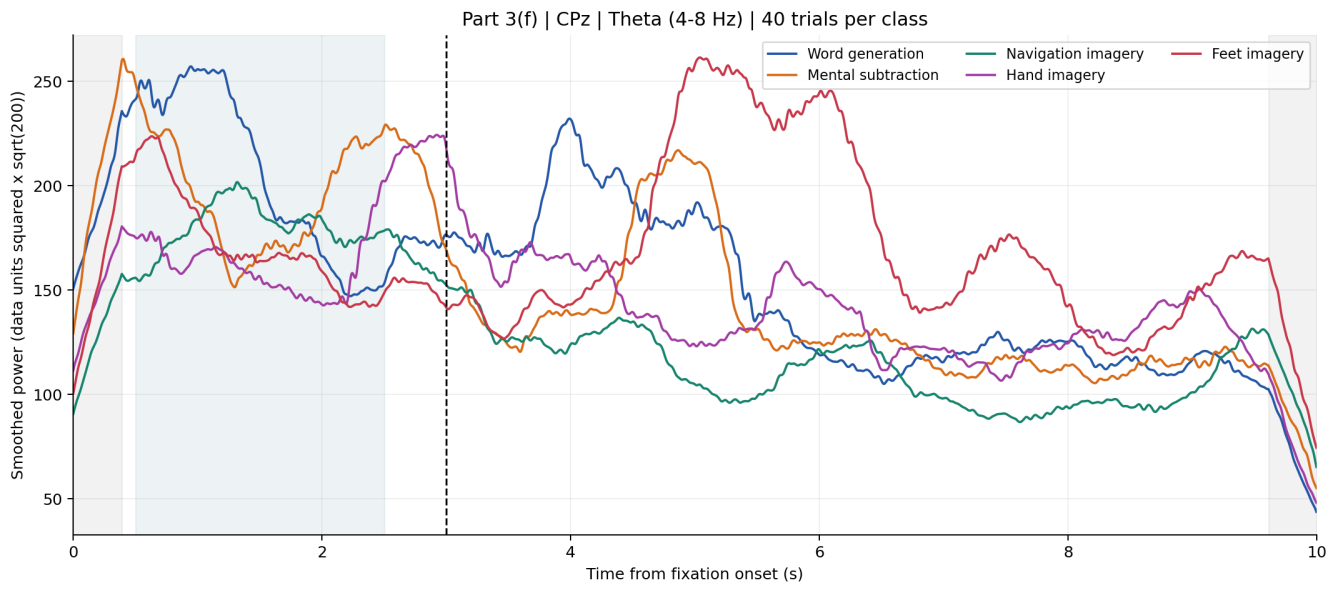 Part 3(f) | CPz | Theta (4-8 Hz) | 40 trials per class
Smoothed power (data units squared x sqrt(200))
250
200
150
100
50
Word generation
Mental subtraction
Navigation imagery
Hand imagery
Feet imagery
0 2 4 6 8 10
Time from fixation onset (s)